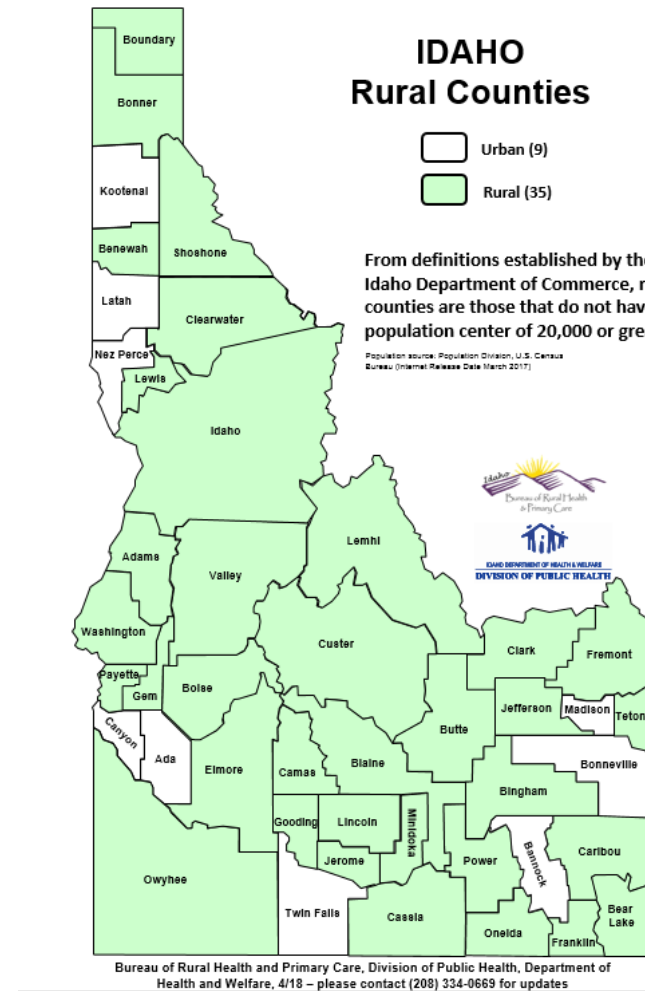 IDAHO
Rural Counties
Urban (9)
Rural (35)
From definitions established by the
Idaho Department of Commerce, r
counties are those that do not hav
population center of 20,000 or gre
Population source: Population Division, U.S. Census
Bureau (Internet Release Date March 2017)
Boundary
Bonner
Kootenai
Benewah
Shoshone
Latah
Clearwater
Nez Perce
Lewis
Idaho
Idaho
Bureau of Rural Health
& Primary Care
IDAHO DEPARTMENT OF HEALTH & WELFARE
DIVISION OF PUBLIC HEALTH
Lemhi
Adams
Valley
Washington
Custer
Clark
Fremont
Payette
Gem
Boise
Jefferson
Madison
Teton
Butte
Canyon
Ada
Elmore
Camas
Blaine
Bonneville
Bingham
Gooding
Lincoln
Minidoka
Jerome
Power
Bannock
Caribou
Owyhee
Twin Falls
Cassia
Oneida
Franklin
Bear
Lake
Bureau of Rural Health and Primary Care, Division of Public Health, Department of
Health and Welfare, 4/18 – please contact (208) 334-0669 for updates